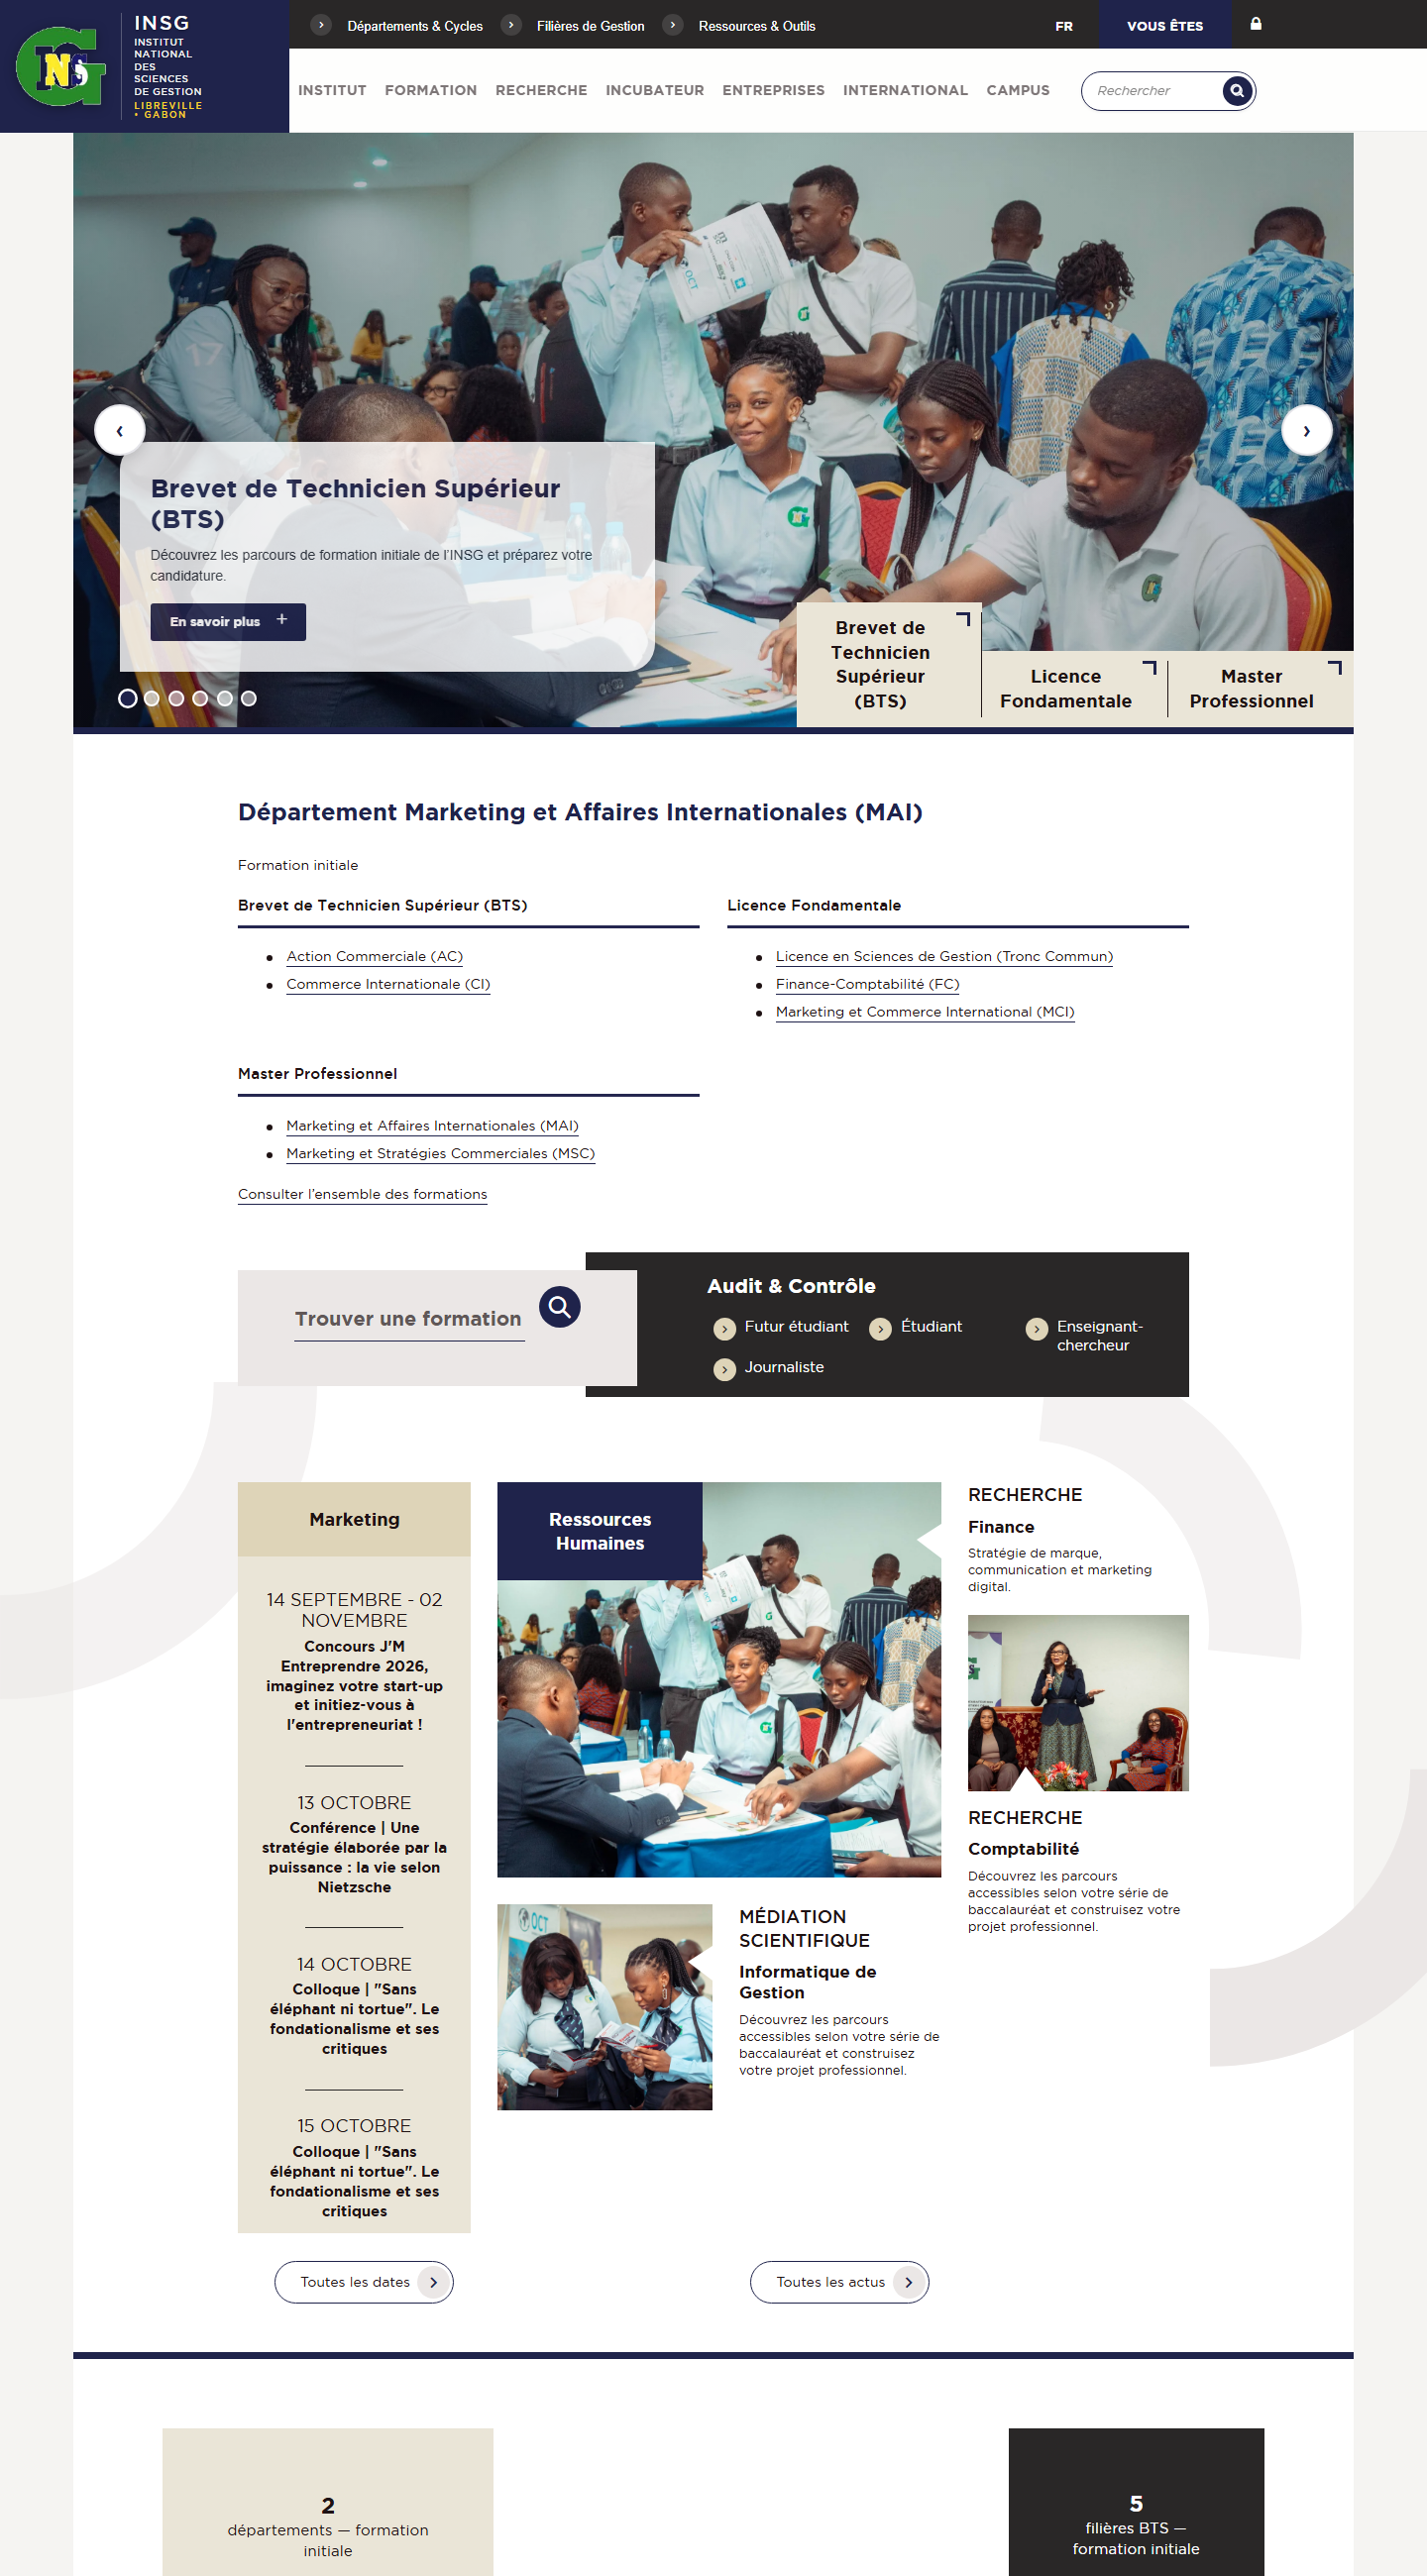 INSG
INSTITUT
NATIONAL
DES
SCIENCES
DE GESTION
LIBREVILLE
• GABON
Départements & Cycles
Filières de Gestion
Ressources & Outils
FR
VOUS ÊTES
INSTITUT
FORMATION
RECHERCHE
INCUBATEUR
ENTREPRISES
INTERNATIONAL
CAMPUS
Rechercher
Brevet de Technicien Supérieur
(BTS)
Découvrez les parcours de formation initiale de l'INSG et préparez votre
candidature.
En savoir plus +
Brevet de
Technicien
Supérieur
(BTS)
Licence
Fondamentale
Master
Professionnel
Département Marketing et Affaires Internationales (MAI)
Formation initiale
Brevet de Technicien Supérieur (BTS)
Action Commerciale (AC)
Commerce Internationale (CI)
Licence Fondamentale
Licence en Sciences de Gestion (Tronc Commun)
Finance-Comptabilité (FC)
Marketing et Commerce International (MCI)
Master Professionnel
Marketing et Affaires Internationales (MAI)
Marketing et Stratégies Commerciales (MSC)
Consulter l'ensemble des formations
Trouver une formation
Audit & Contrôle
Futur étudiant
Étudiant
Enseignant-
chercheur
Journaliste
Marketing
14 SEPTEMBRE - 02
NOVEMBRE
Concours J'M
Entreprendre 2026,
imaginez votre start-up
et initiez-vous à
l'entrepreneuriat !
13 OCTOBRE
Conférence | Une
stratégie élaborée par la
puissance : la vie selon
Nietzsche
14 OCTOBRE
Colloque | "Sans
éléphant ni tortue". Le
fondationalisme et ses
critiques
15 OCTOBRE
Colloque | "Sans
éléphant ni tortue". Le
fondationalisme et ses
critiques
Toutes les dates
Ressources
Humaines
OCT
MÉDIATION
SCIENTIFIQUE
Informatique de
Gestion
Découvrez les parcours
accessibles selon votre série de
baccalauréat et construisez
votre projet professionnel.
Toutes les actus
RECHERCHE
Finance
Stratégie de marque,
communication et marketing
digital.
RECHERCHE
Comptabilité
Découvrez les parcours
accessibles selon votre série de
baccalauréat et construisez votre
projet professionnel.
2
départements — formation
initiale
5
filières BTS —
formation initiale